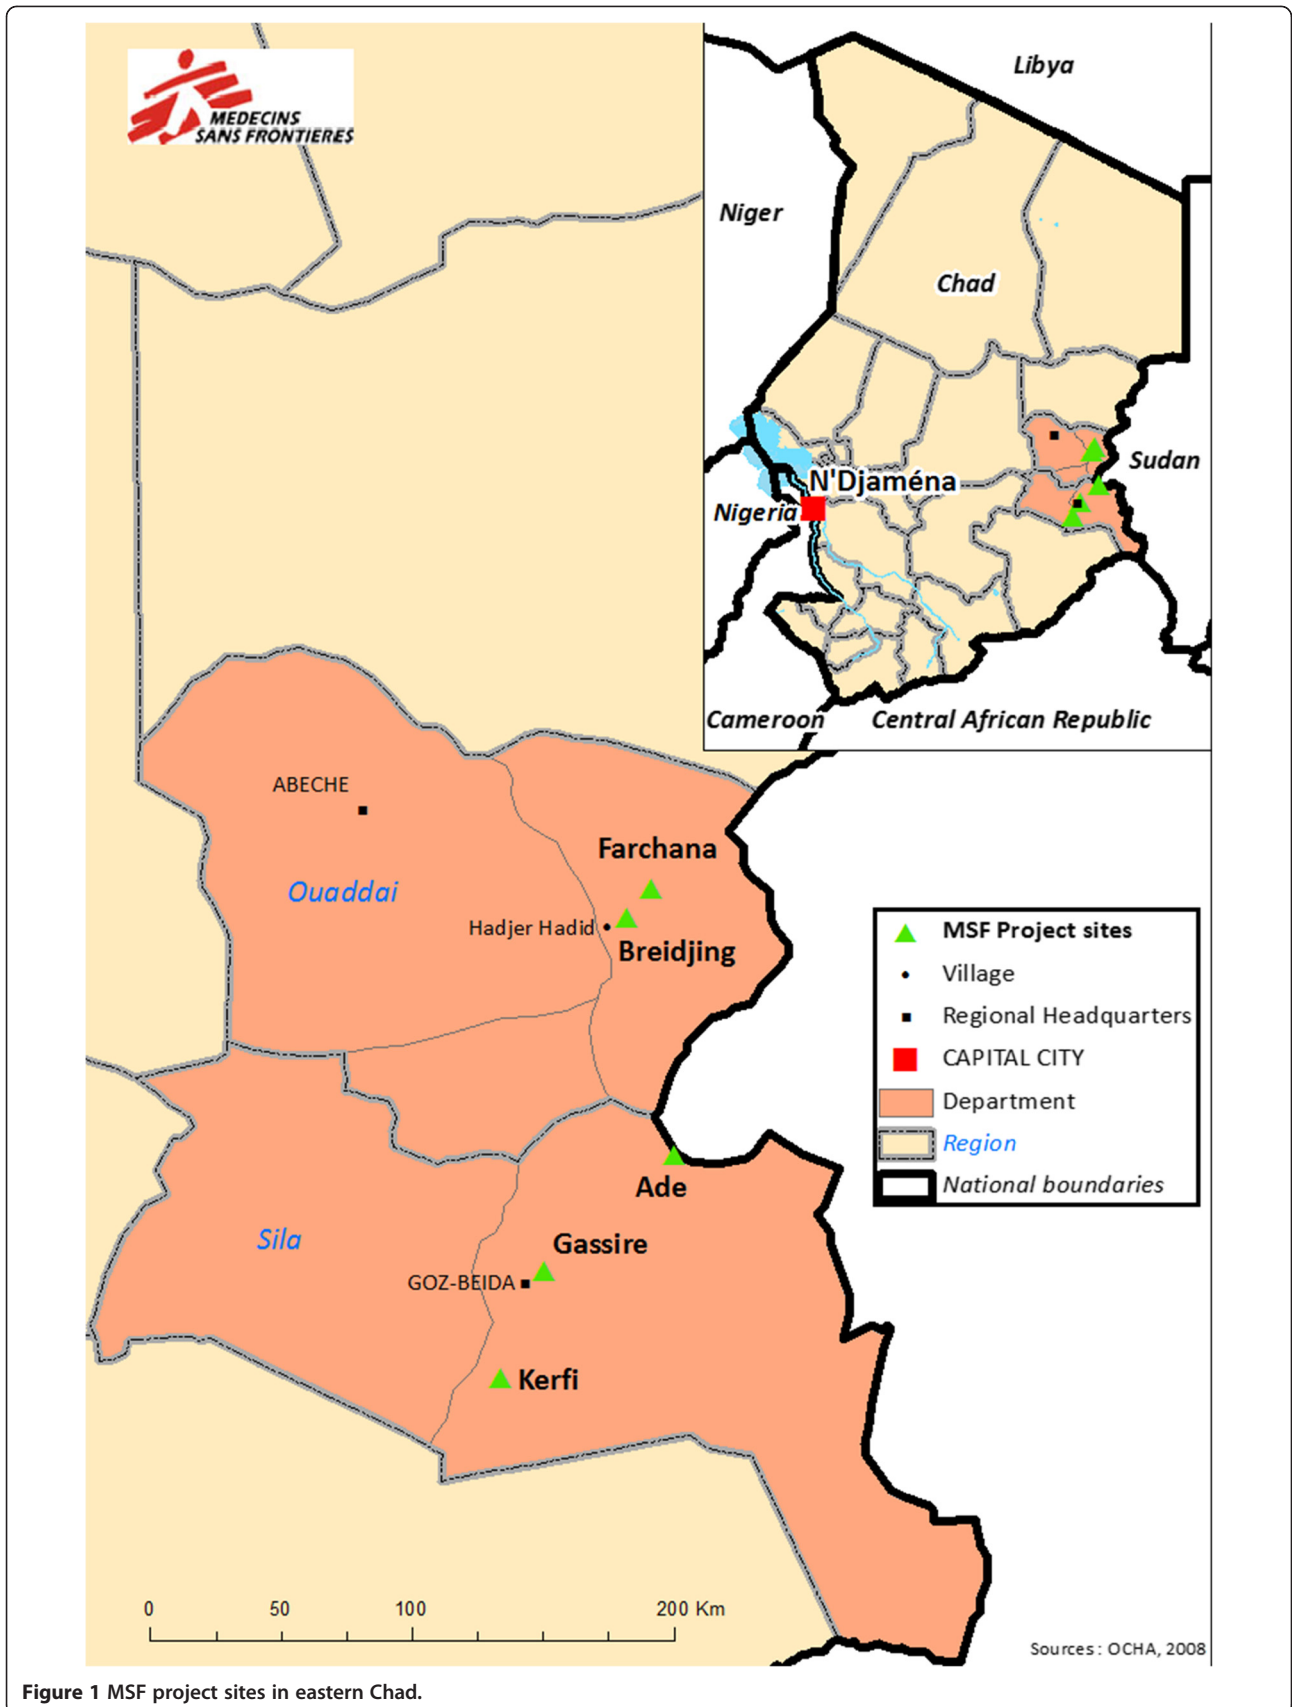 MEDECINS
SANS FRONTIERES
Libya
Niger
Chad
Sudan
N'Djaména
Nigeria
Cameroon
Central African Republic
ABECHE
Farchana
Ouaddai
Hadjer Hadid
Breidjing
MSF Project sites
Village
Regional Headquarters
CAPITAL CITY
Department
Region
National boundaries
Ade
Sila
Gassire
GOZ-BEIDA
Kerfi
0 50 100 200 Km
Sources : OCHA, 2008
Figure 1 MSF project sites in eastern Chad.